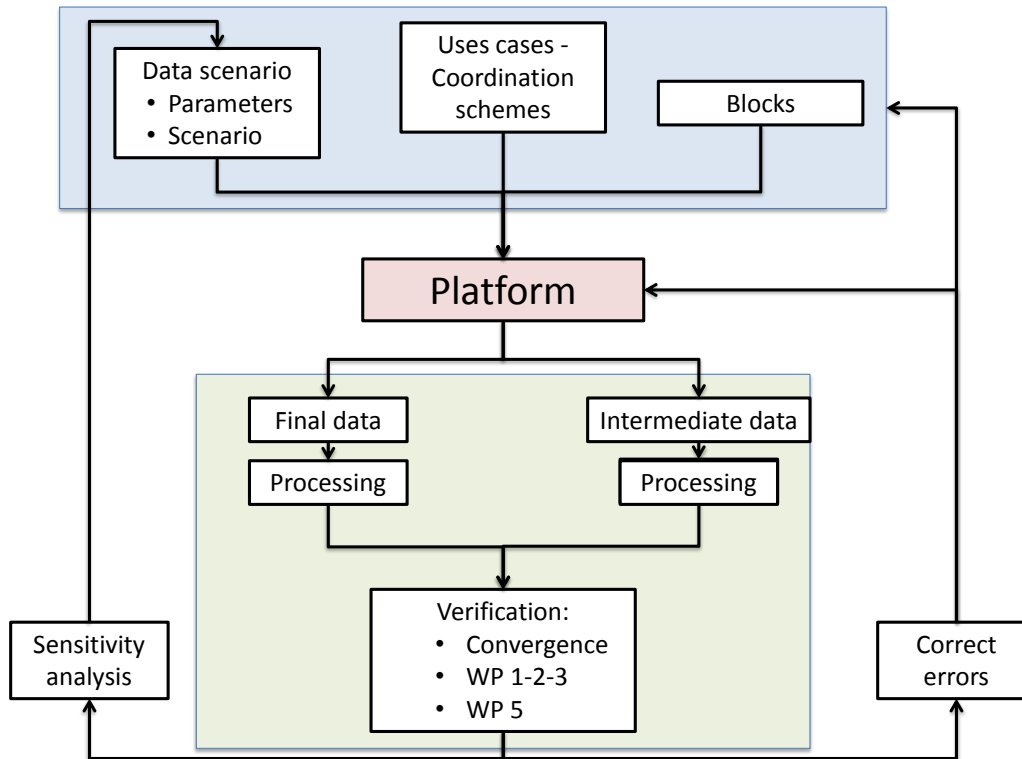 Data scenario
• Parameters
• Scenario
Uses cases -
Coordination
schemes
Blocks
Platform
Final data
Intermediate data
Processing
Processing
Verification:
• Convergence
• WP 1-2-3
• WP 5
Sensitivity
analysis
Correct
errors